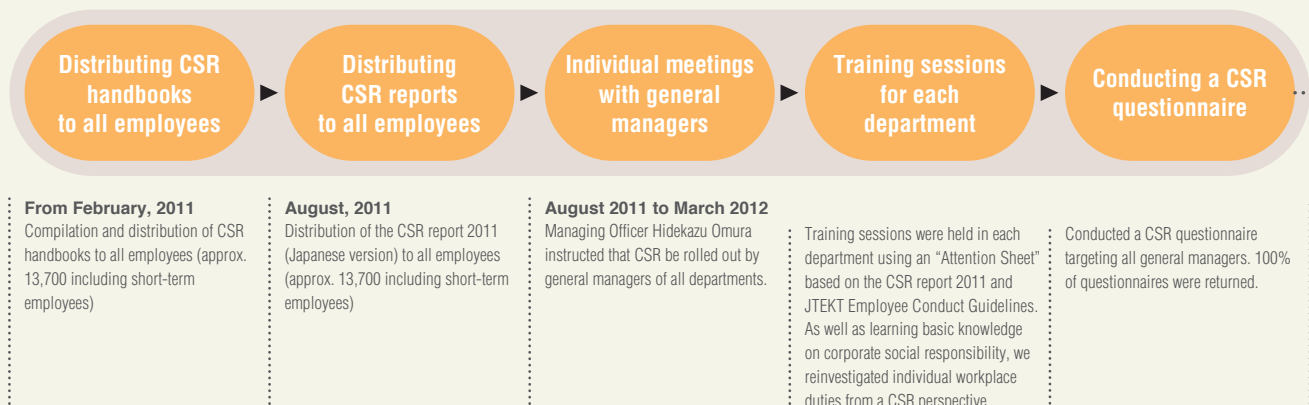 Distributing CSR
handbooks
to all employees
Distributing
CSR reports
to all employees
Individual meetings
with general
managers
Training sessions
for each
department
Conducting a CSR
questionnaire
From February, 2011
Compilation and distribution of CSR
handbooks to all employees (approx.
13,700 including short-term
employees)
August, 2011
Distribution of the CSR report 2011
(Japanese version) to all employees
(approx. 13,700 including short-term
employees)
August 2011 to March 2012
Managing Officer Hidekazu Omura
instructed that CSR be rolled out by
general managers of all departments.
Training sessions were held in each
department using an “Attention Sheet”
based on the CSR report 2011 and
JTEKT Employee Conduct Guidelines.
As well as learning basic knowledge
on corporate social responsibility, we
reinvestigated individual workplace
duties from a CSR perspective.
Conducted a CSR questionnaire
targeting all general managers. 100%
of questionnaires were returned.